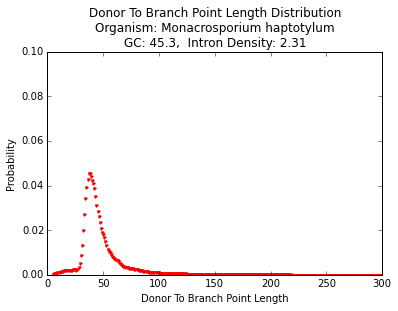 Donor To Branch Point Length Distribution
Organism: Monacrosporium haptotylum
GC: 45.3,  Intron Density: 2.31
0.10
0.08
0.06
0.04
0.02
0.00
Probability
0 50 100 150 200 250 300
Donor To Branch Point Length